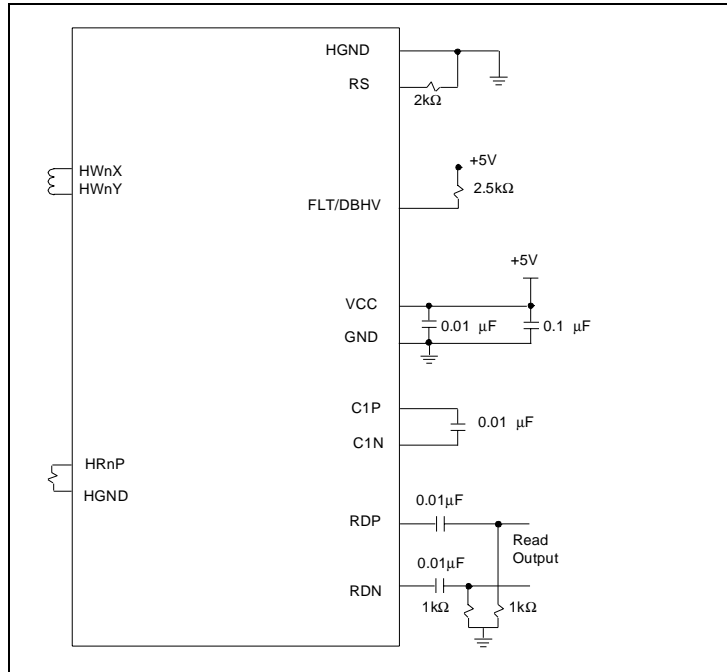 HGND
RS
2kΩ
HWnX
HWnY
+5V
2.5kΩ
FLT/DBHV
+5V
VCC
0.01 µF
0.1 µF
GND
C1P
0.01 µF
C1N
HRnP
HGND
0.01µF
RDP
Read
Output
0.01µF
RDN
1kΩ
1kΩ